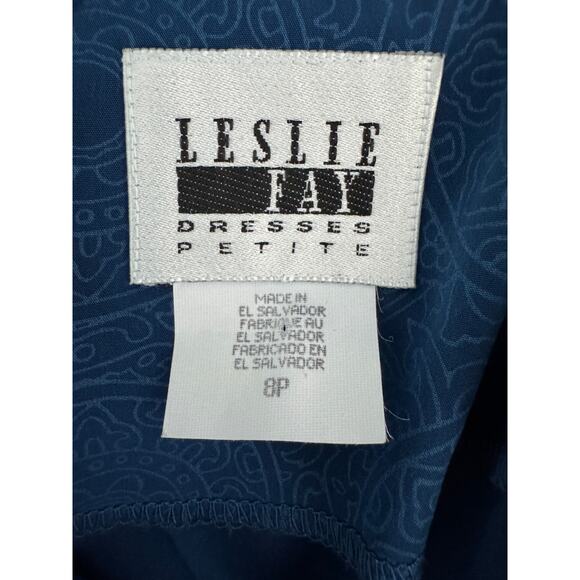 LESLIE
FAY
DRESSES
PETITE
MADE IN
EL SALVADOR
FABRIQUE AU
EL SALVADOR
FABRICADO EN
EL SALVADOR
8P